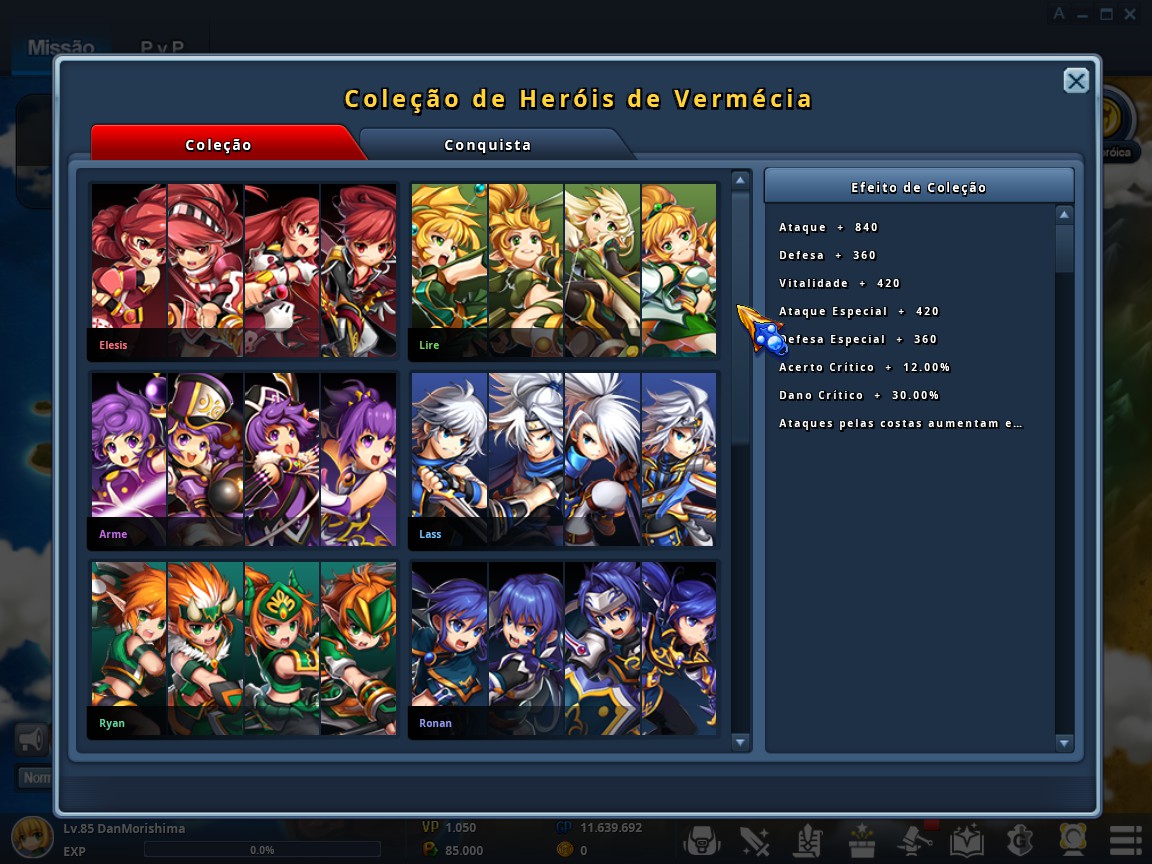 A
Missão PvP
Coleção de Heróis de Vermécia
Coleção Conquista
Efeito de Coleção
Ataque + 840
Defesa + 360
Vitalidade + 420
Ataque Especial + 420
Defesa Especial + 360
Acerto Crítico + 12.00%
Dano Crítico + 30.00%
Ataques pelas costas aumentam e...
Elesis
Lire
Arme
Lass
Ryan
Ronan
Lv.85 DanMorishima
EXP 0.0%
VP 1.050
GP 11.639.692
85.000
0